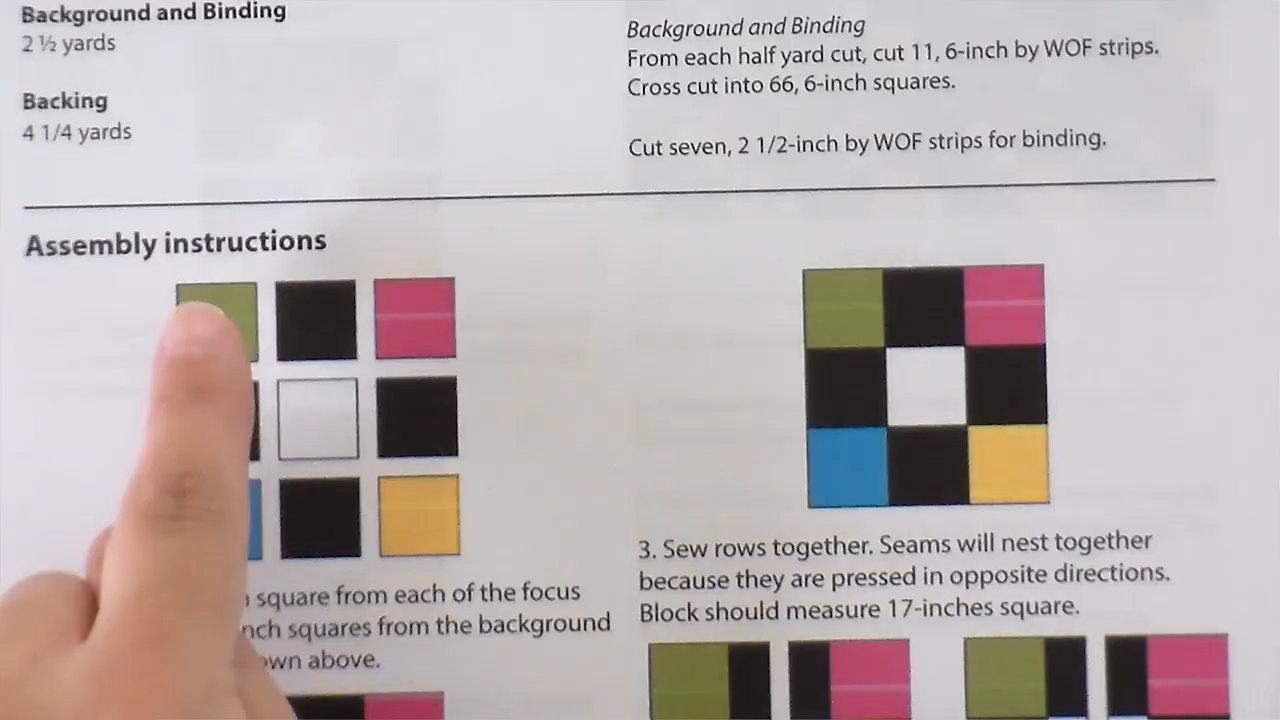 Background and Binding
2 ½ yards
Backing
4 1/4 yards
Background and Binding
From each half yard cut, cut 11, 6-inch by WOF strips.
Cross cut into 66, 6-inch squares.
Cut seven, 2 1/2-inch by WOF strips for binding.
Assembly instructions
square from each of the focus
squares from the background
above.
3. Sew rows together. Seams will nest together
because they are pressed in opposite directions.
Block should measure 17-inches square.